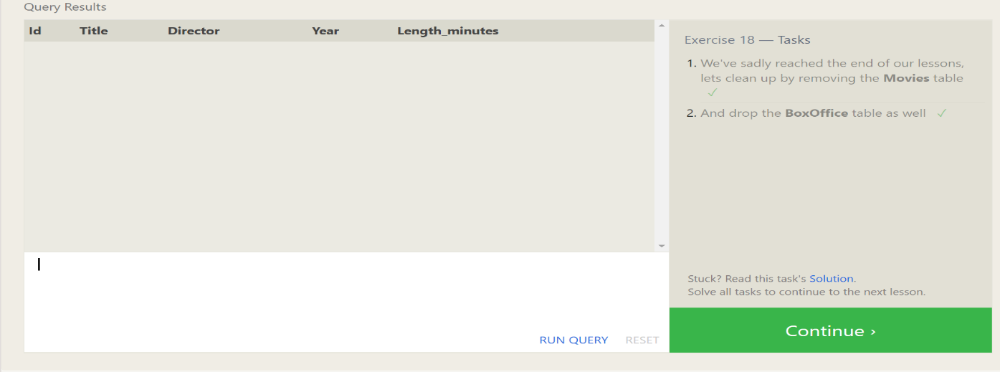 Query Results
Id Title Director Year Length_minutes
Exercise 18 — Tasks
1. We've sadly reached the end of our lessons,
lets clean up by removing the Movies table
✓
2. And drop the BoxOffice table as well ✓
Stuck? Read this task's Solution.
Solve all tasks to continue to the next lesson.
RUN QUERY RESET
Continue ›